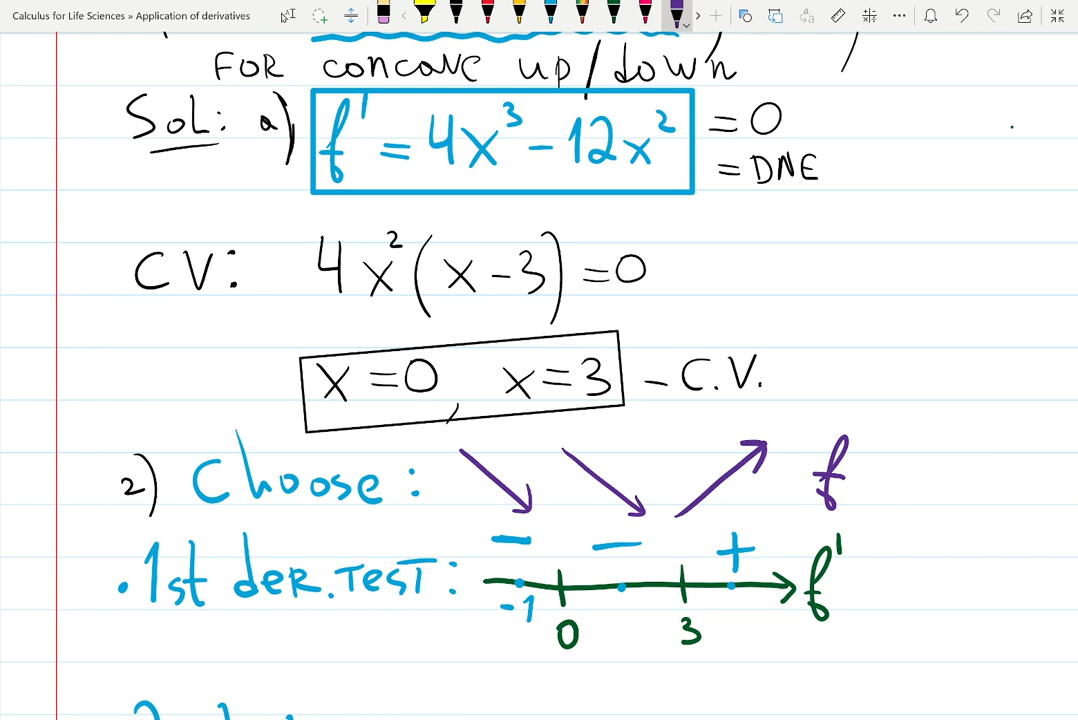 Calculus for Life Sciences » Application of derivatives
FOR concave up/down
Sol: a) f' = 4x³ - 12x² = 0
= DNE
CV: 4x²(x-3) = 0
x = 0, x = 3 - C.V.
2) Choose: f
- - +
• 1st der. TEST: f'
-1 0 3